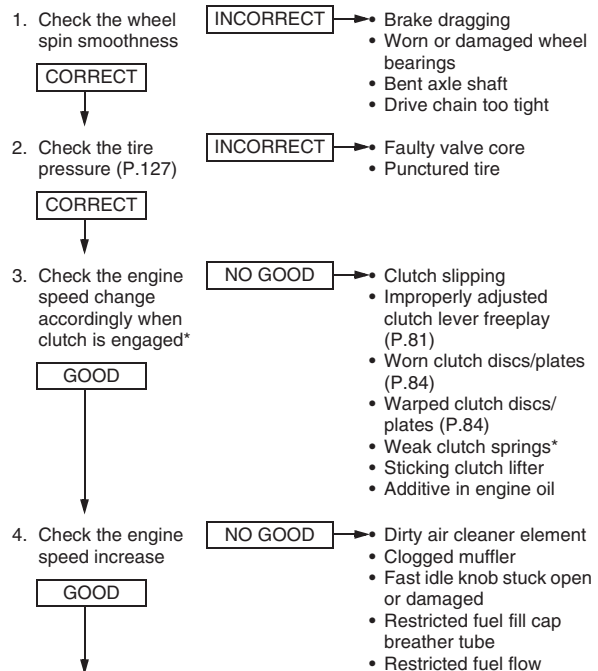 1. Check the wheel
spin smoothness
INCORRECT
• Brake dragging
• Worn or damaged wheel
bearings
• Bent axle shaft
• Drive chain too tight
CORRECT
2. Check the tire
pressure (P.127)
INCORRECT
• Faulty valve core
• Punctured tire
CORRECT
3. Check the engine
speed change
accordingly when
clutch is engaged*
NO GOOD
• Clutch slipping
• Improperly adjusted
clutch lever freeplay
(P.81)
• Worn clutch discs/plates
(P.84)
• Warped clutch discs/
plates (P.84)
• Weak clutch springs*
• Sticking clutch lifter
• Additive in engine oil
GOOD
4. Check the engine
speed increase
NO GOOD
• Dirty air cleaner element
• Clogged muffler
• Fast idle knob stuck open
or damaged
• Restricted fuel fill cap
breather tube
• Restricted fuel flow
GOOD